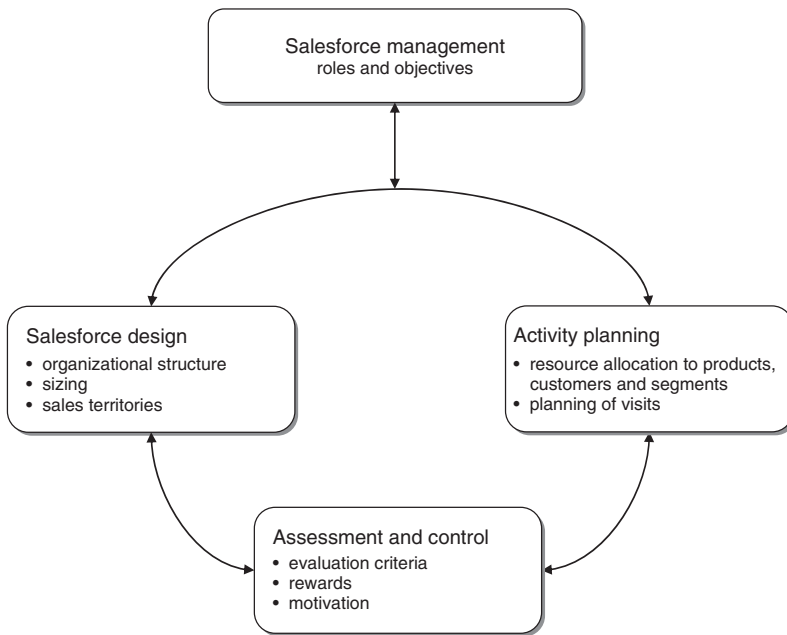 Salesforce management
roles and objectives
Salesforce design
• organizational structure
• sizing
• sales territories
Activity planning
• resource allocation to products,
customers and segments
• planning of visits
Assessment and control
• evaluation criteria
• rewards
• motivation